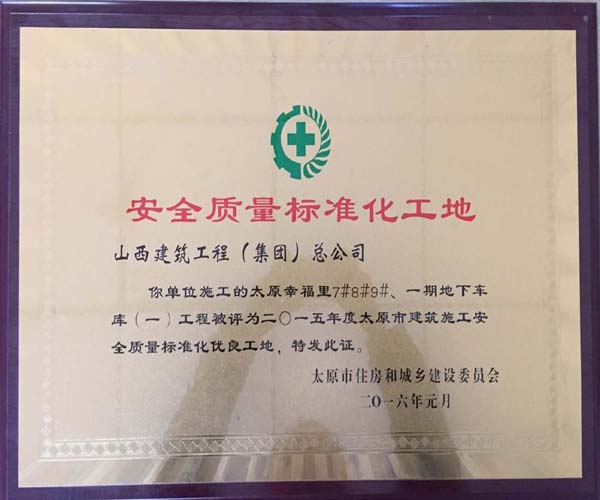 安全质量标准化工地
山西建筑工程（集团）总公司
你单位施工的太原幸福里7#8#9#、一期地下车
库（一）工程被评为二〇一五年度太原市建筑施工安
全质量标准化优良工地，特发此证。
太原市住房和城乡建设委员会
二〇一六年元月